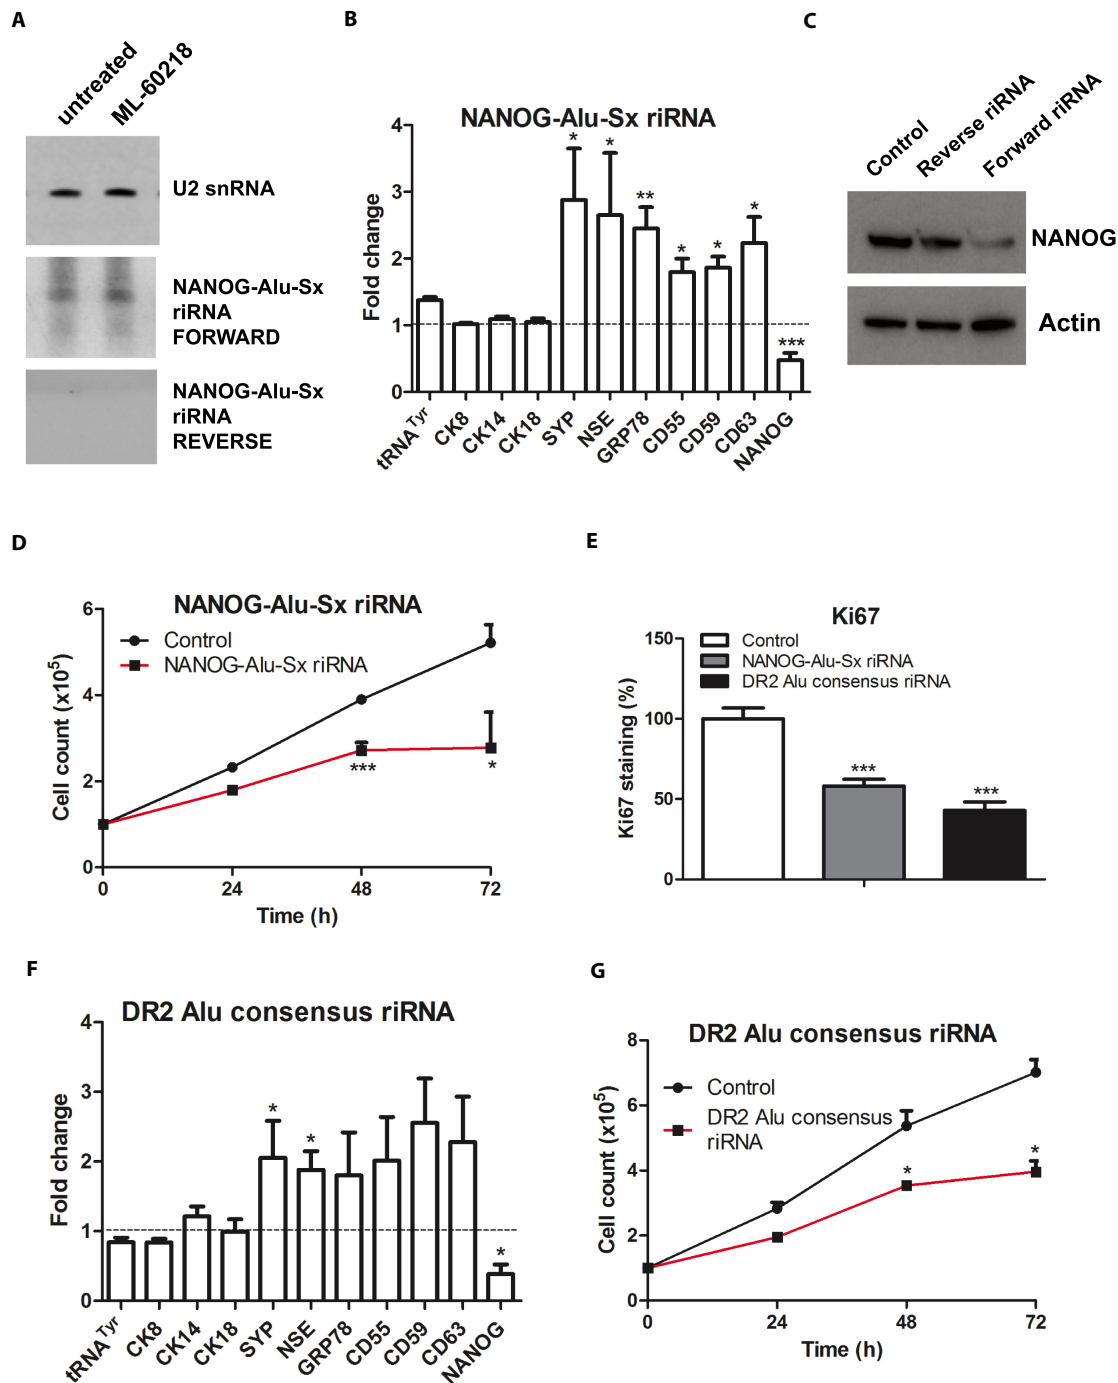 A
untreated
ML-60218
U2 snRNA
NANOG-Alu-Sx
riRNA
FORWARD
NANOG-Alu-Sx
riRNA
REVERSE
B
NANOG-Alu-Sx riRNA
Fold change
4
3
2
1
0
* * ** * * * ***
tRNATyr CK8 CK14 CK18 SYP NSE GRP78 CD55 CD59 CD63 NANOG
C
Control
Reverse riRNA
Forward riRNA
NANOG
Actin
D
NANOG-Alu-Sx riRNA
Control
NANOG-Alu-Sx riRNA
Cell count (x10⁵)
6
4
2
0
*** *
0 24 48 72
Time (h)
E
Ki67
Control
NANOG-Alu-Sx riRNA
DR2 Alu consensus riRNA
Ki67 staining (%)
150
100
50
0
*** ***
F
DR2 Alu consensus riRNA
Fold change
4
3
2
1
0
* * *
tRNATyr CK8 CK14 CK18 SYP NSE GRP78 CD55 CD59 CD63 NANOG
G
DR2 Alu consensus riRNA
Control
DR2 Alu consensus
riRNA
Cell count (x10⁵)
8
6
4
2
0
* *
0 24 48 72
Time (h)